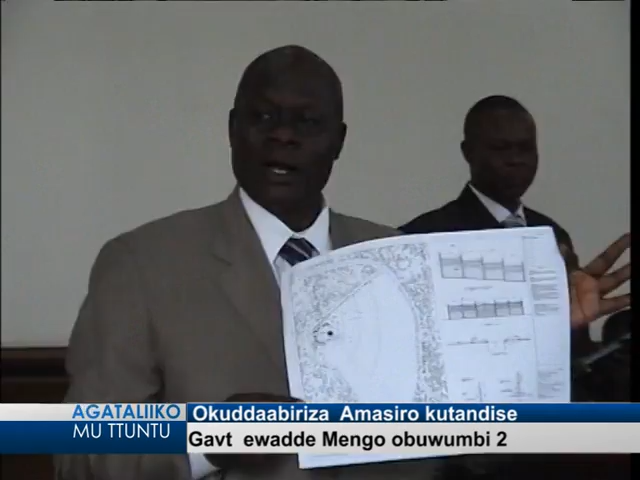 AGATALIIKO
MU TTUNTU
Okuddaabiriza Amasiro kutandise
Gavt ewadde Mengo obuwumbi 2